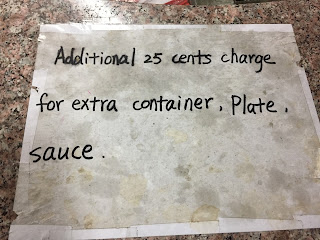 Additional 25 cents charge
for extra container, Plate,
sauce.